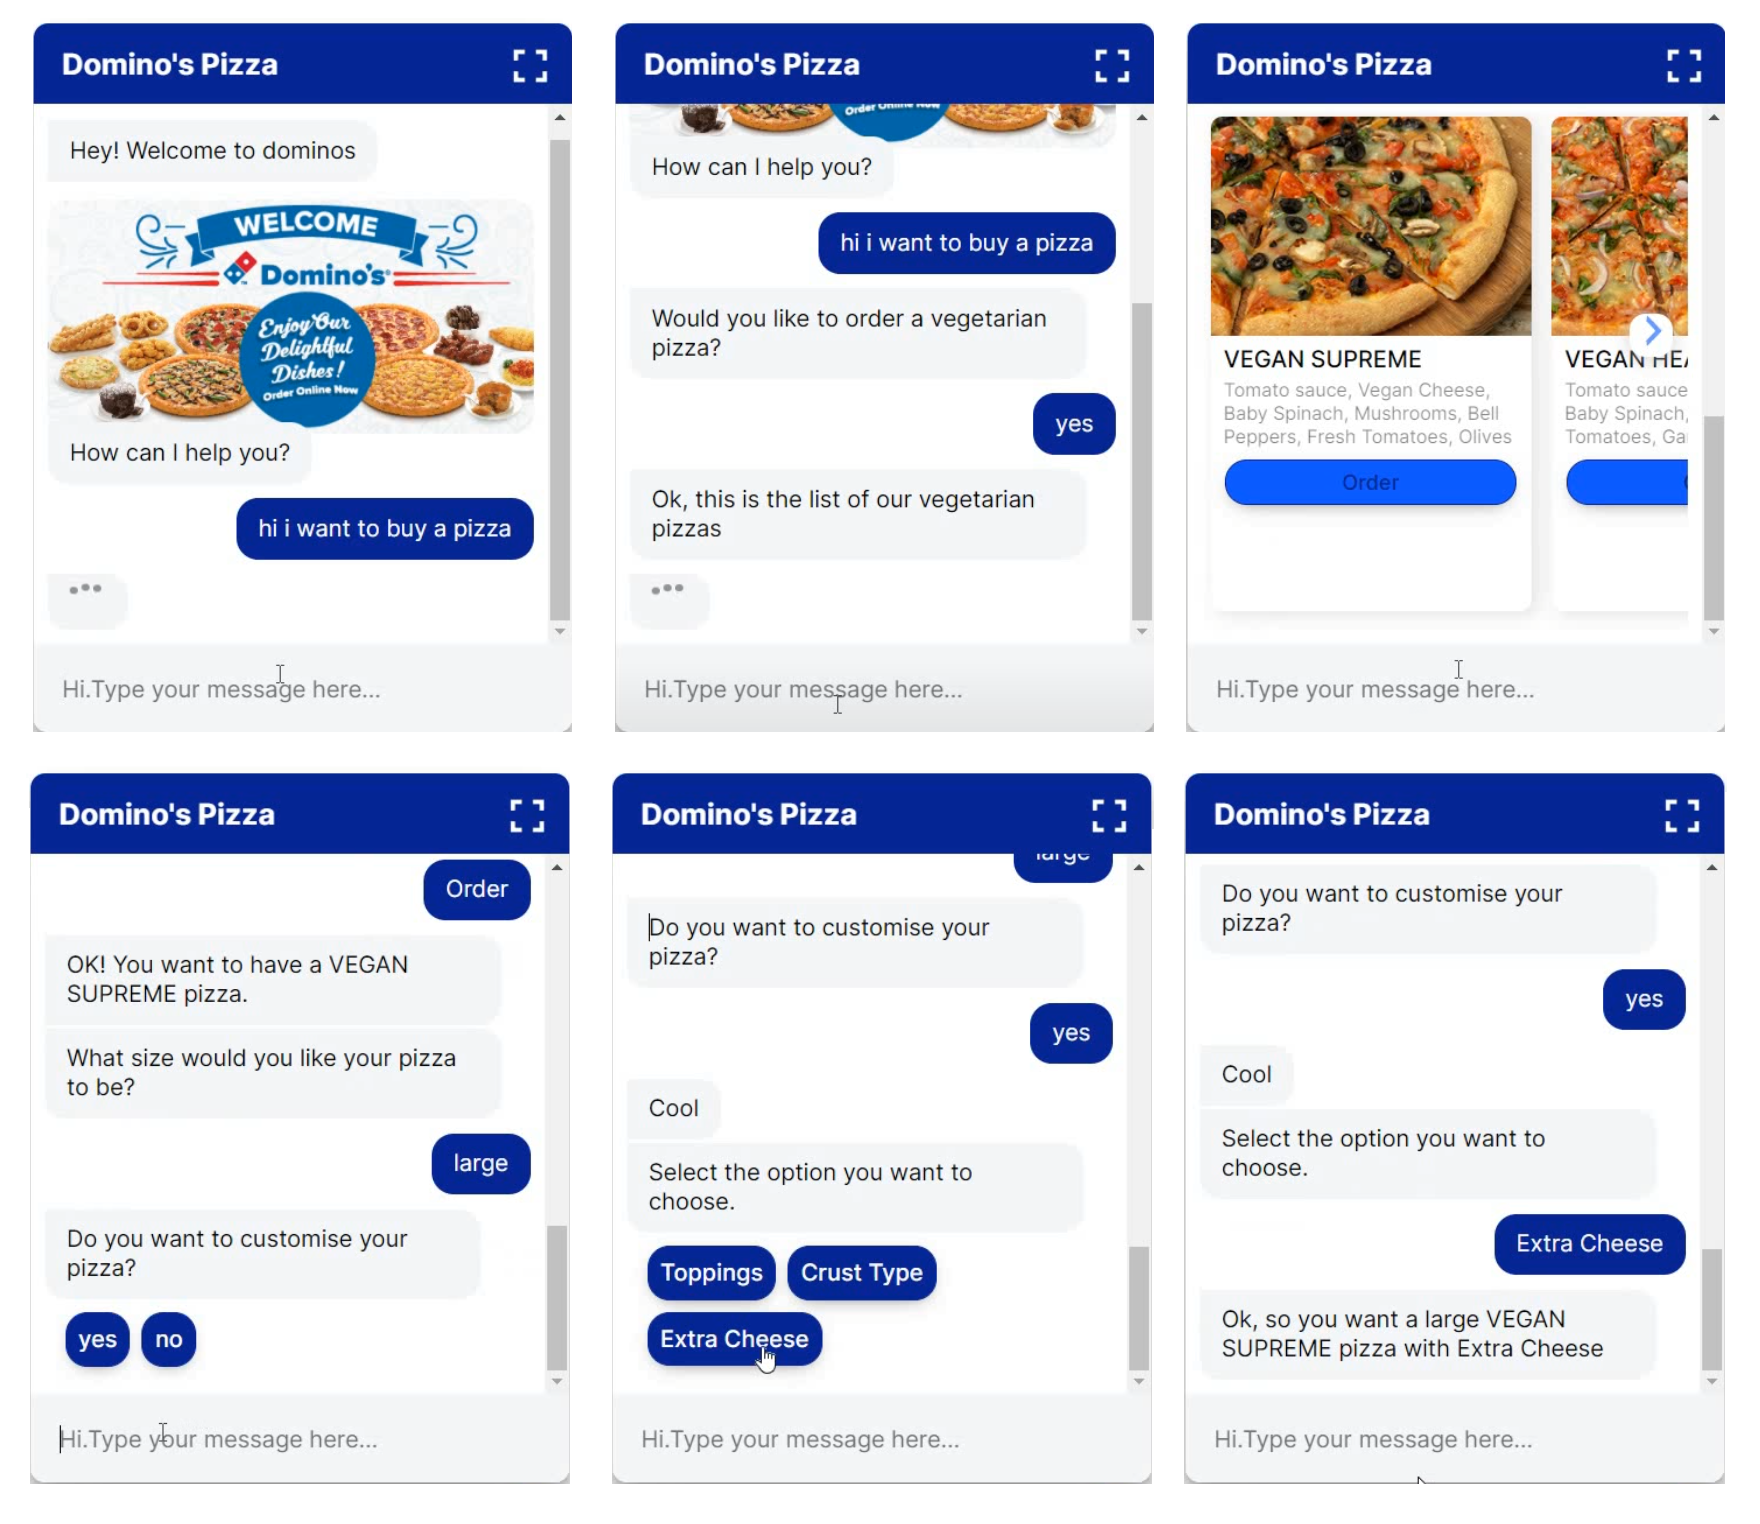 Domino's Pizza
Hey! Welcome to dominos
WELCOME
Domino's
Enjoy Our
Delightful
Dishes!
Order Online Now
How can I help you?
hi i want to buy a pizza
Hi.Type your message here...
Domino's Pizza
Order Online Now
How can I help you?
hi i want to buy a pizza
Would you like to order a vegetarian
pizza?
yes
Ok, this is the list of our vegetarian
pizzas
Hi.Type your message here...
Domino's Pizza
VEGAN SUPREME
Tomato sauce, Vegan Cheese,
Baby Spinach, Mushrooms, Bell
Peppers, Fresh Tomatoes, Olives
Order
VEGAN
Tomato sauce
Baby Spinach,
Tomatoes,
Hi.Type your message here...
Domino's Pizza
Order
OK! You want to have a VEGAN
SUPREME pizza.
What size would you like your pizza
to be?
large
Do you want to customise your
pizza?
yes no
Hi.Type your message here...
Domino's Pizza
large
Do you want to customise your
pizza?
yes
Cool
Select the option you want to
choose.
Toppings Crust Type
Extra Cheese
Hi.Type your message here...
Domino's Pizza
Do you want to customise your
pizza?
yes
Cool
Select the option you want to
choose.
Extra Cheese
Ok, so you want a large VEGAN
SUPREME pizza with Extra Cheese
Hi.Type your message here...